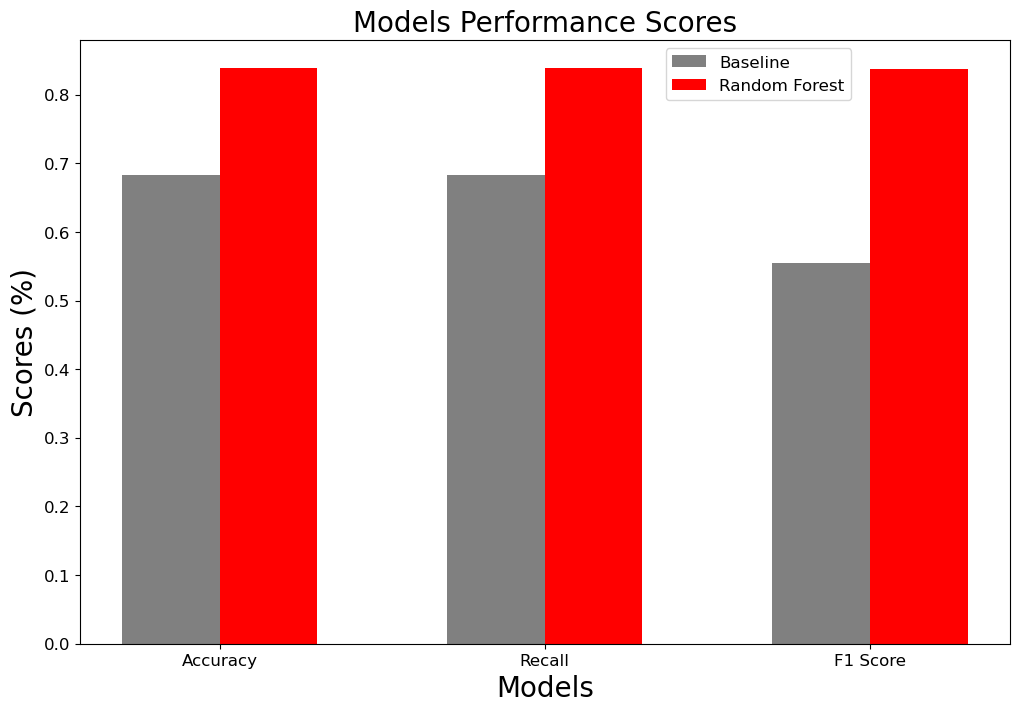 Models Performance Scores
Baseline
Random Forest
Scores (%)
0.8
0.7
0.6
0.5
0.4
0.3
0.2
0.1
0.0
Accuracy Recall F1 Score
Models